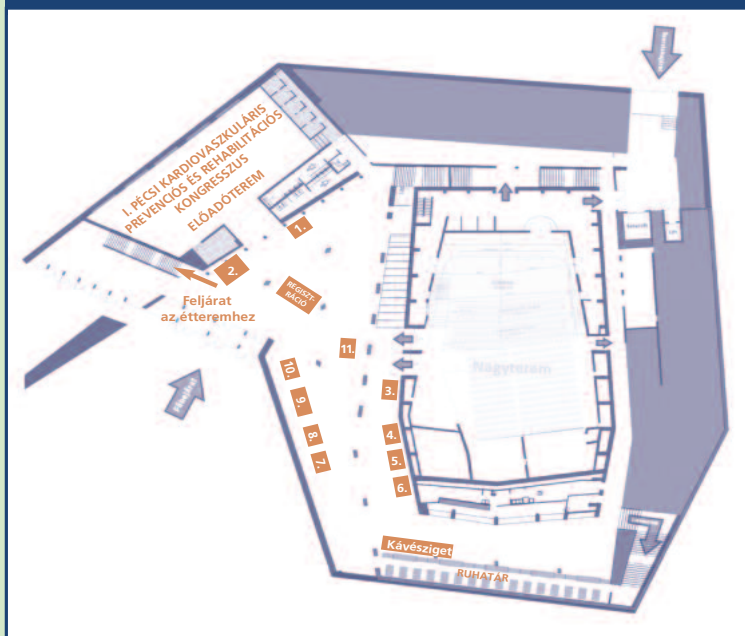 I. PÉCSI KARDIOVASZKULÁRIS
PREVENCIÓS ÉS REHABILITÁCIÓS
KONGRESSZUS
ELŐADÓTEREM
1.
2.
REGISZT-
RÁCIÓ
Feljárat
az étteremhez
11.
10.
9.
8.
7.
3.
4.
5.
6.
Nagyterem
Főbejárat
Kávésziget
RUHATÁR